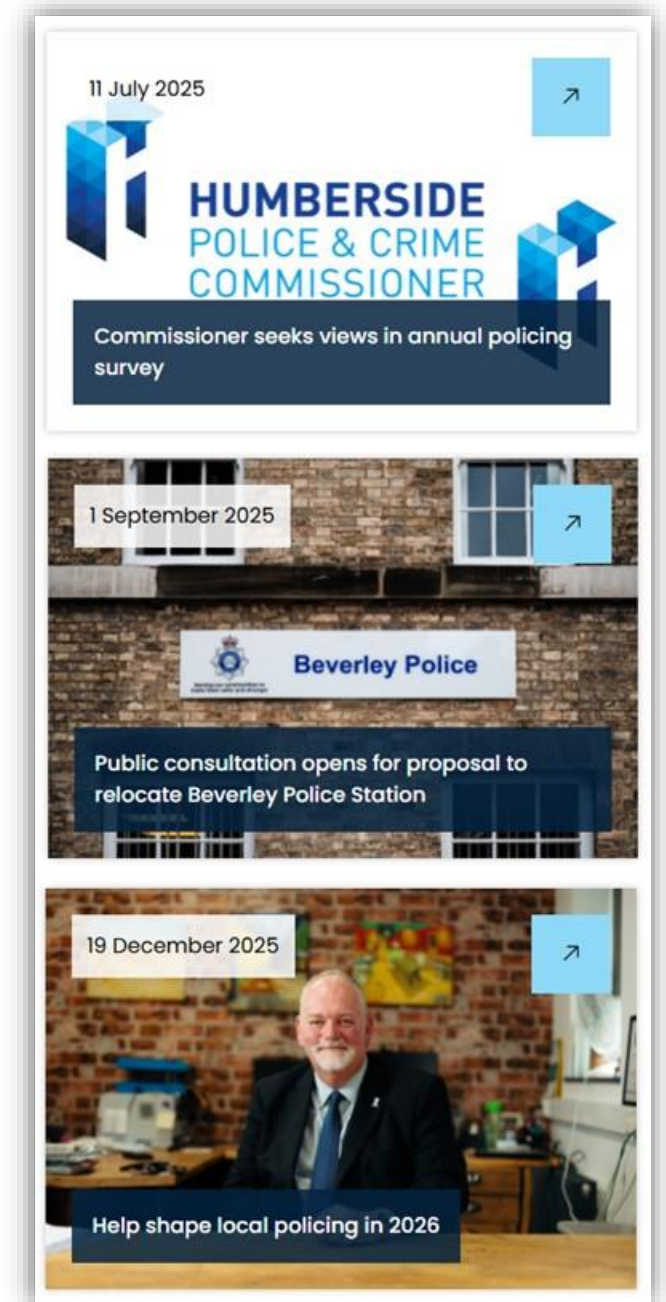 11 July 2025
HUMBERSIDE
POLICE & CRIME
COMMISSIONER
Commissioner seeks views in annual policing
survey
1 September 2025
Beverley Police
Public consultation opens for proposal to
relocate Beverley Police Station
19 December 2025
Help shape local policing in 2026